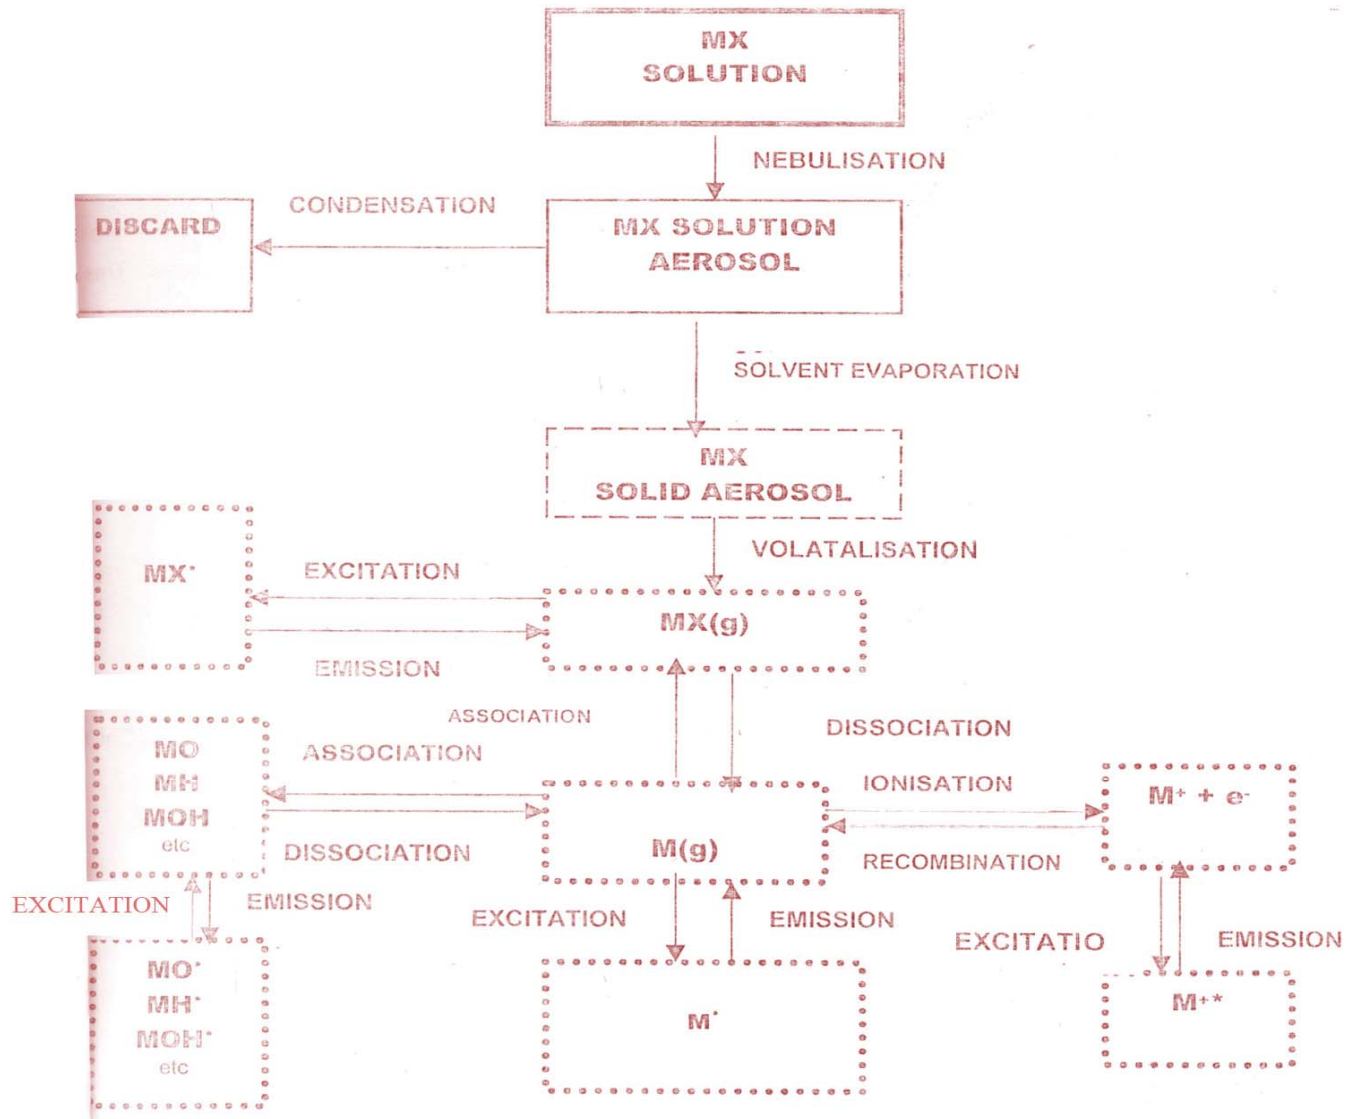 MX
SOLUTION
NEBULISATION
CONDENSATION
DISCARD
MX SOLUTION
AEROSOL
SOLVENT EVAPORATION
MX
SOLID AEROSOL
VOLATALISATION
MX*
EXCITATION
MX(g)
EMISSION
ASSOCIATION
DISSOCIATION
MO
MH
MOH
etc
ASSOCIATION
DISSOCIATION
M(g)
IONISATION
RECOMBINATION
M⁺ + e⁻
EXCITATION
EMISSION
EXCITATION
EMISSION
EXCITATIO
EMISSION
MO*
MH*
MOH*
etc
M*
M⁺*